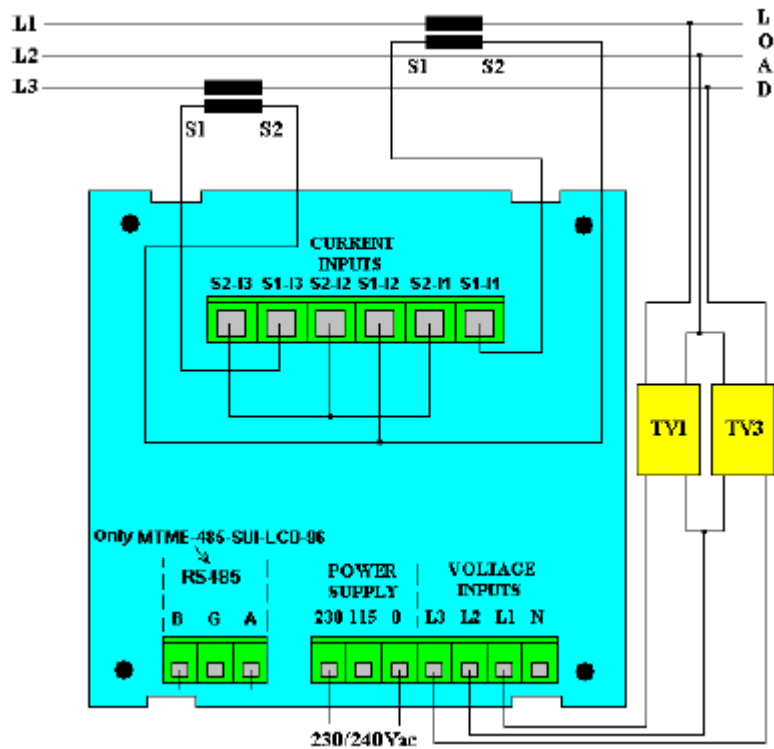 L1
L
O
S1
S2
L2
A
L3
D
S1
S2
CURRENT
INPUTS
S2-I3 S1-I3 S2-I2 S1-I2 S2-I1 S1-I1
TV1
TV3
Only MTME-485-SUI-LCD-96
RS485
B G A
POWER
SUPPLY
230 115 0
VOLTAGE
INPUTS
L3 L2 L1 N
230/240Vac